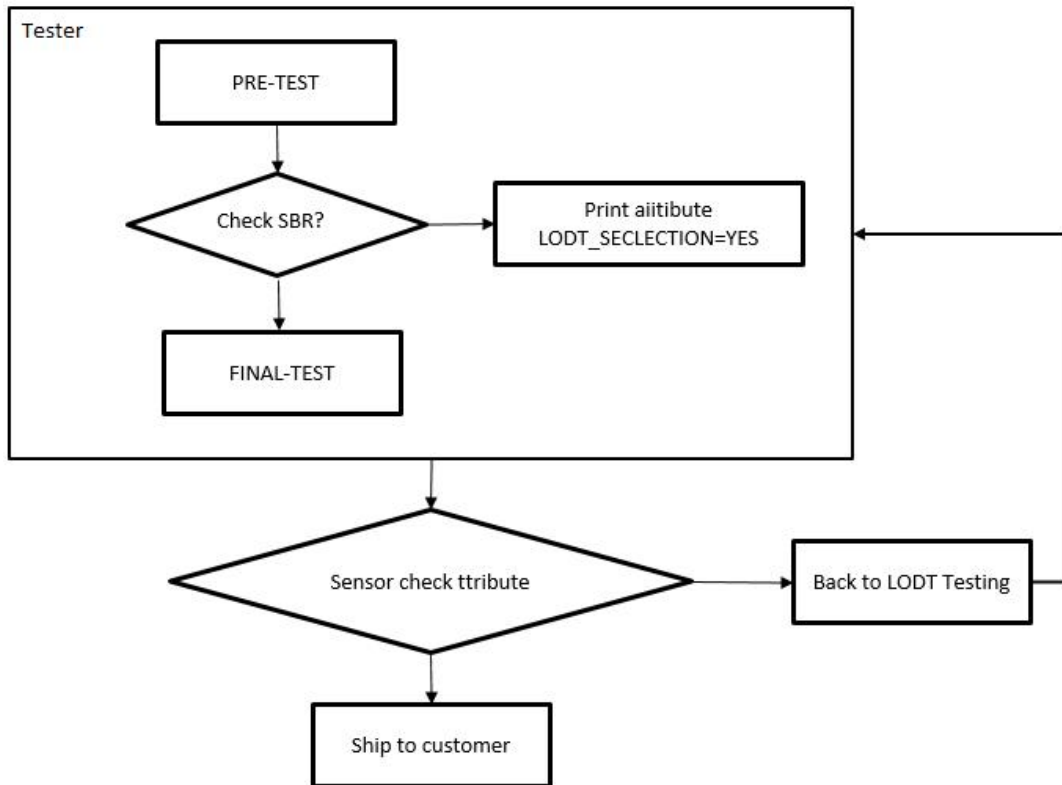 Tester
PRE-TEST
Check SBR?
Print aiitibute
LODT_SECLECTION=YES
FINAL-TEST
Sensor check ttribute
Back to LODT Testing
Ship to customer